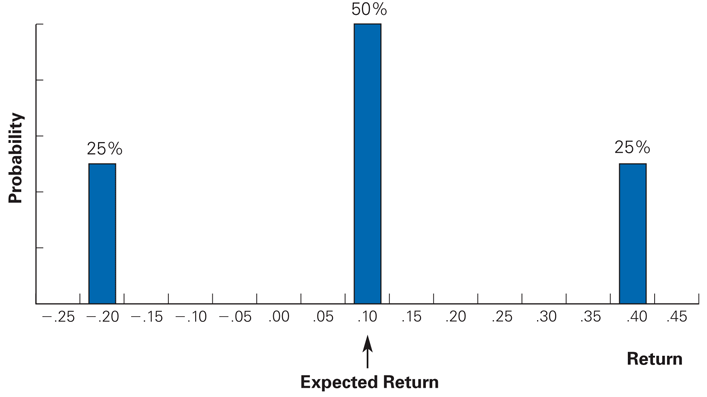 50%
25%
25%
Probability
−.25 −.20 −.15 −.10 −.05 .00 .05 .10 .15 .20 .25 .30 .35 .40 .45
Return
Expected Return